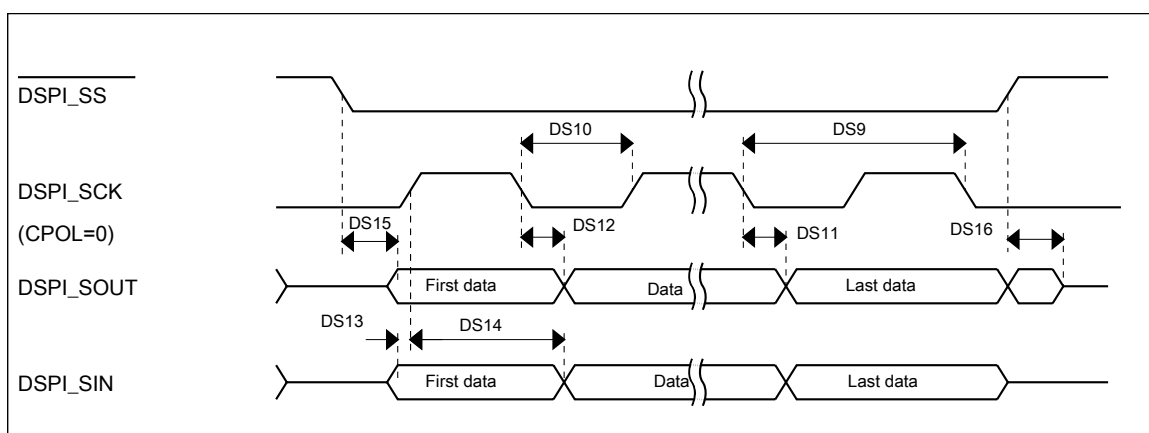 DSPI_SS
DS10
DS9
DSPI_SCK
(CPOL=0)
DS15
DS12
DS11
DS16
DSPI_SOUT
First data
Data
Last data
DS13
DS14
DSPI_SIN
First data
Data
Last data